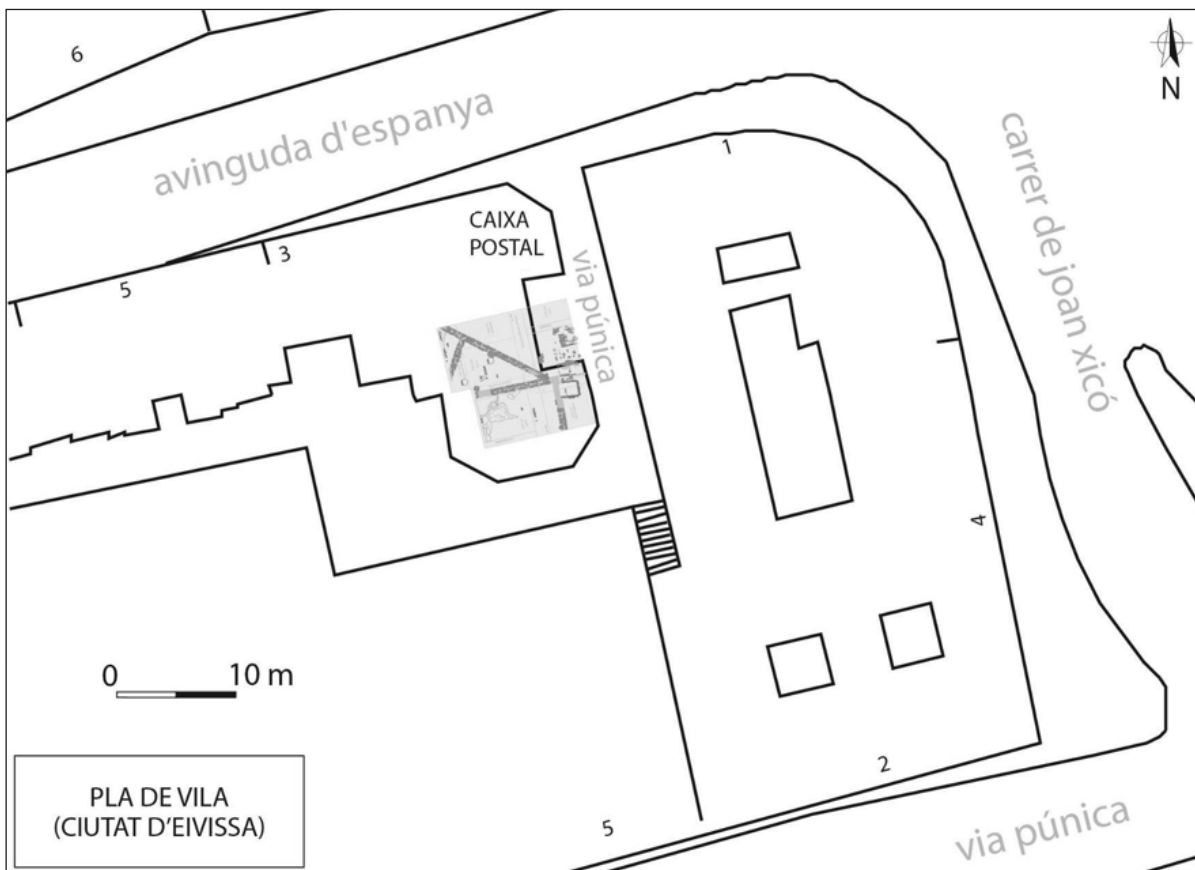 6
avinguda d'espanya
N
1
carrer de joan xicó
CAIXA
POSTAL
3
5
via púnica
4
0 10 m
2
PLA DE VILA
(CIUTAT D'EIVISSA)
5
via púnica